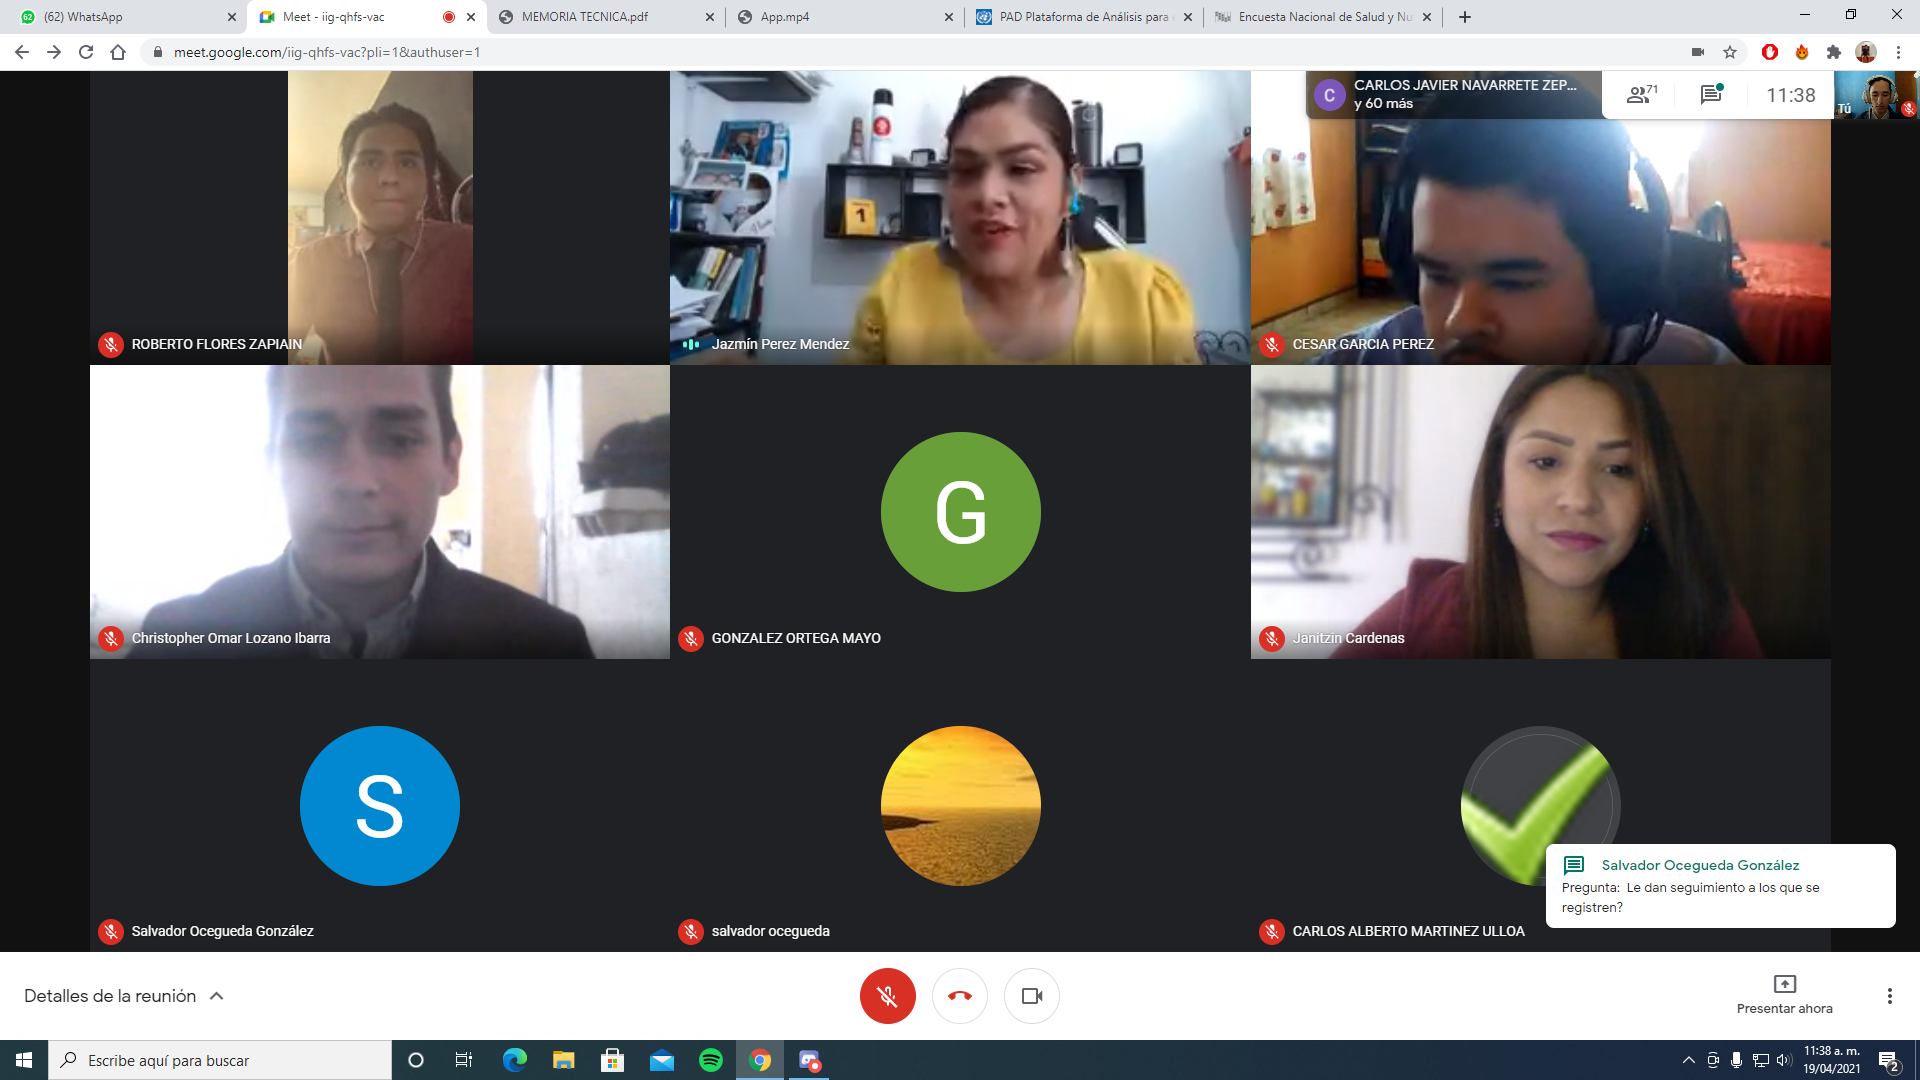 (62) WhatsApp
Meet - iig-qhfs-vac
MEMORIA TECNICA.pdf
App.mp4
PAD Plataforma de Análisis para
Encuesta Nacional de Salud y Nu
meet.google.com/iig-qhfs-vac?pli=1&authuser=1
C
CARLOS JAVIER NAVARRETE ZEP...
y 60 más
71
11:38
Tú
1
ROBERTO FLORES ZAPIAIN
Jazmín Perez Mendez
CESAR GARCIA PEREZ
G
Christopher Omar Lozano Ibarra
GONZALEZ ORTEGA MAYO
Janitzin Cardenas
S
Salvador Ocegueda González
Pregunta: Le dan seguimiento a los que se
registren?
Salvador Ocegueda González
salvador ocegueda
CARLOS ALBERTO MARTINEZ ULLOA
Detalles de la reunión
Presentar ahora
Escribe aquí para buscar
11:38 a. m.
19/04/2021
2